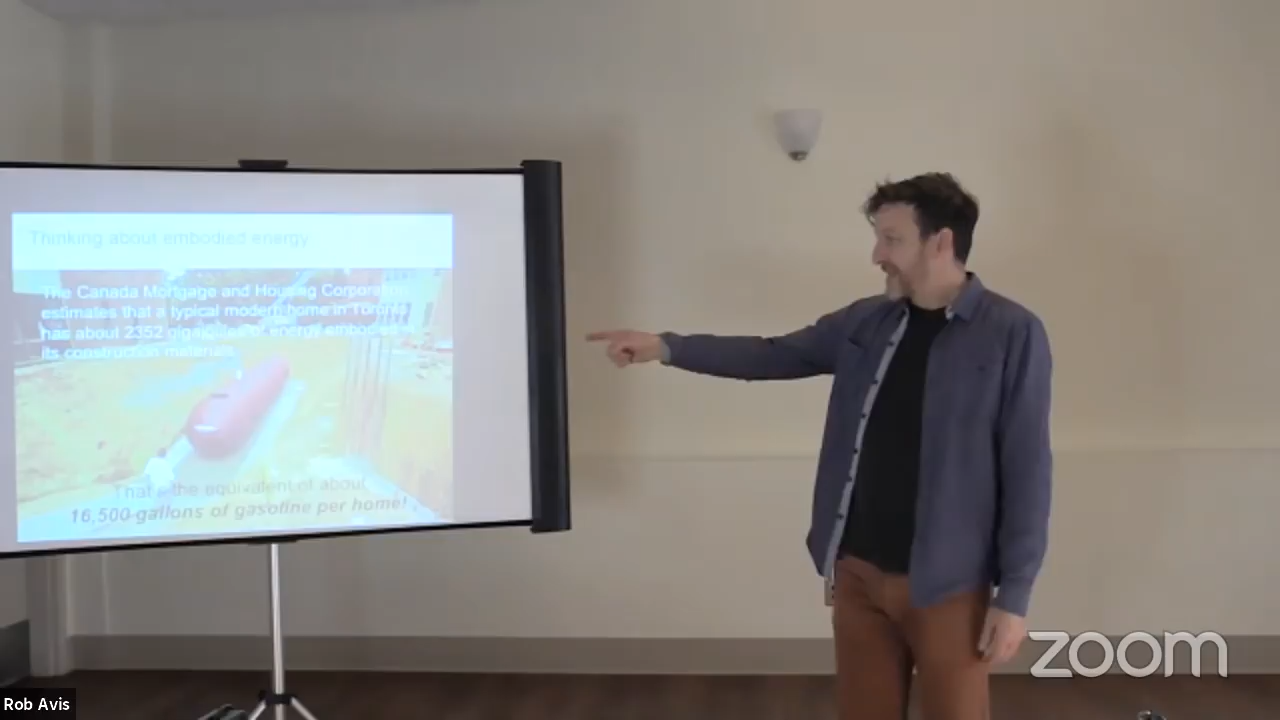 Thinking about embodied energy
The Canada Mortgage and Housing Corporation
estimates that a typical modern home in Toronto
has about 2352 gigajoules of energy embodied in
its construction materials.
That's the equivalent of about
16,500 gallons of gasoline per home!
zoom
Rob Avis